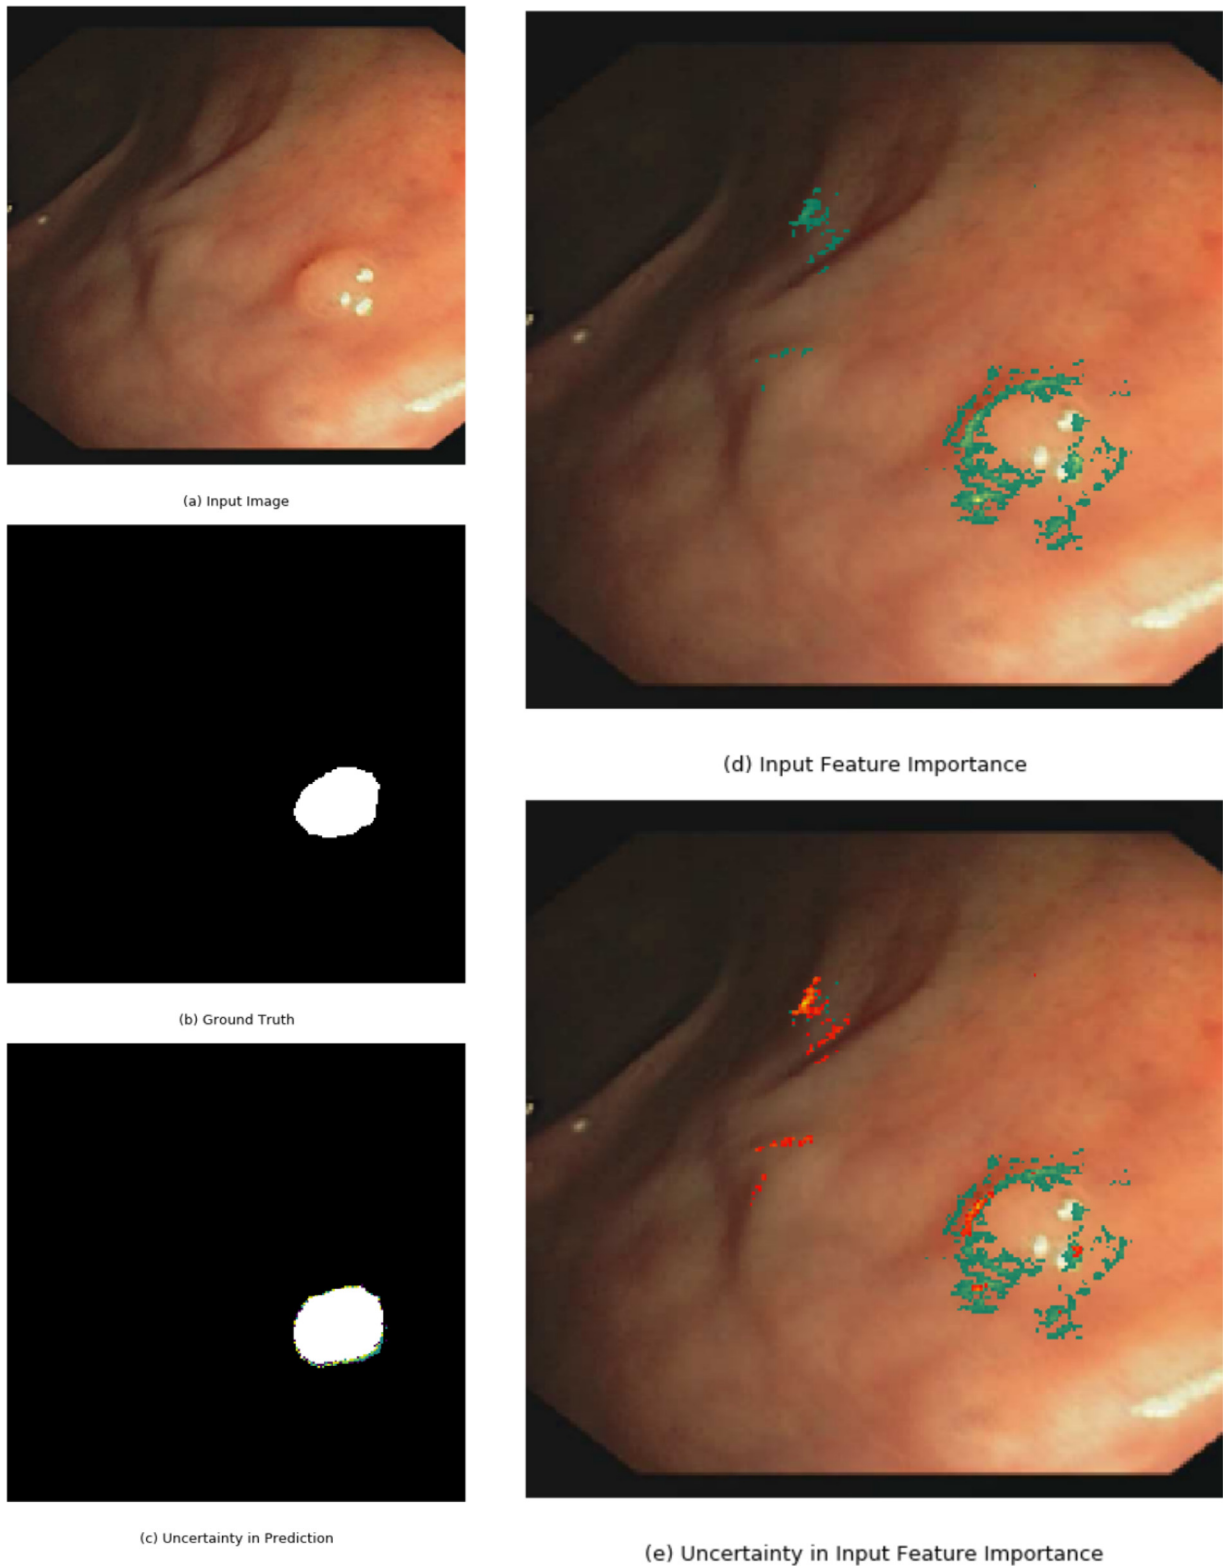 (a) Input Image
(b) Ground Truth
(c) Uncertainty in Prediction
(d) Input Feature Importance
(e) Uncertainty in Input Feature Importance